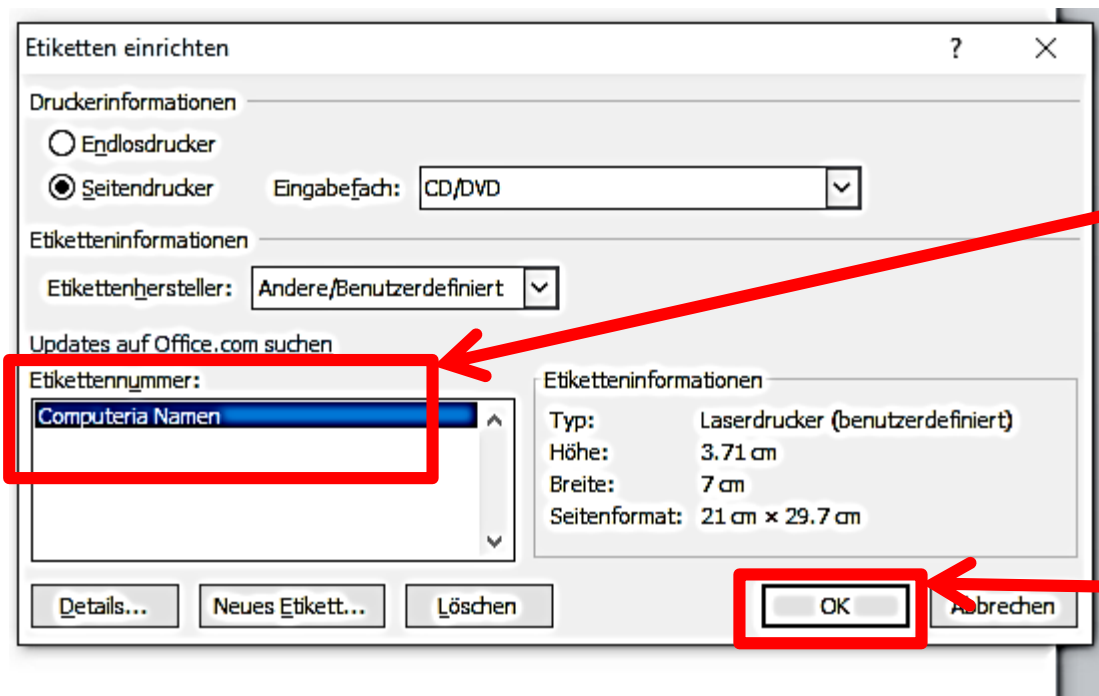 Etiketten einrichten ?
Druckerinformationen
Endlosdrucker
Seitendrucker Eingabefach: CD/DVD
Etiketteninformationen
Etikettenhersteller: Andere/Benutzerdefiniert
Updates auf Office.com suchen
Etikettennummer:
Computeria Namen
Etiketteninformationen
Typ: Laserdrucker (benutzerdefiniert)
Höhe: 3.71 cm
Breite: 7 cm
Seitenformat: 21 cm × 29.7 cm
Details... Neues Etikett... Löschen OK Abbrechen